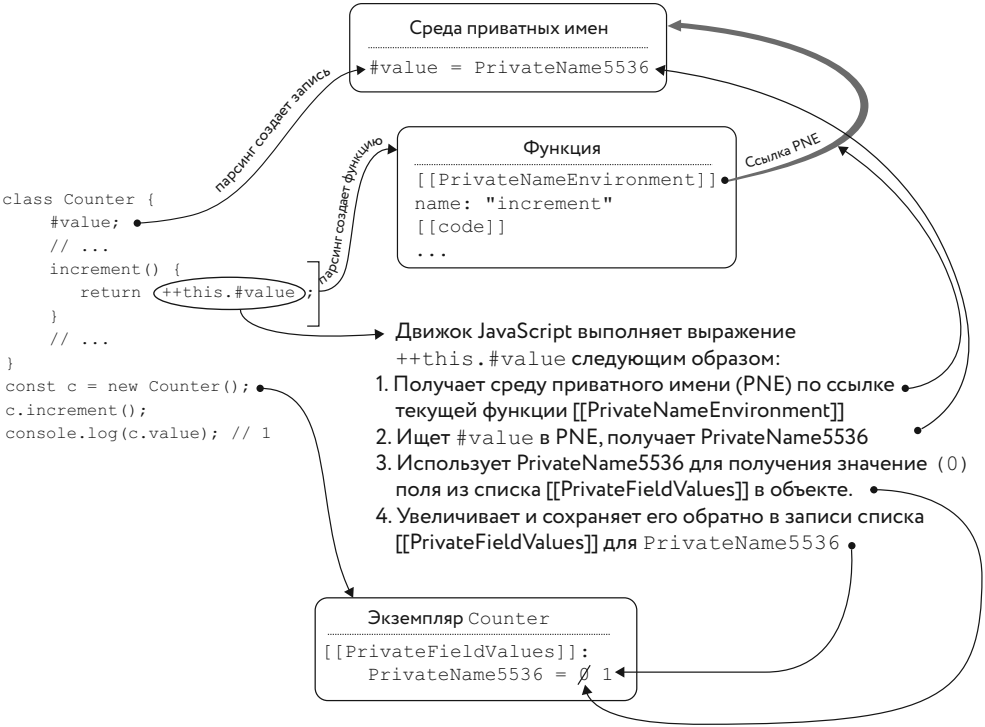 Среда приватных имен
#value = PrivateName5536
парсинг создает запись
парсинг создает функцию
Функция
[[PrivateNameEnvironment]]
name: "increment"
[[code]]
...
Ссылка PNE
class Counter {
#value;
// ...
increment() {
return ++this.#value;
}
// ...
}
const c = new Counter();
c.increment();
console.log(c.value); // 1
Движок JavaScript выполняет выражение
++this.#value следующим образом:
1. Получает среду приватного имени (PNE) по ссылке
текущей функции [[PrivateNameEnvironment]]
2. Ищет #value в PNE, получает PrivateName5536
3. Использует PrivateName5536 для получения значение (0)
поля из списка [[PrivateFieldValues]] в объекте.
4. Увеличивает и сохраняет его обратно в записи списка
[[PrivateFieldValues]] для PrivateName5536
Экземпляр Counter
[[PrivateFieldValues]]:
PrivateName5536 = 0 1